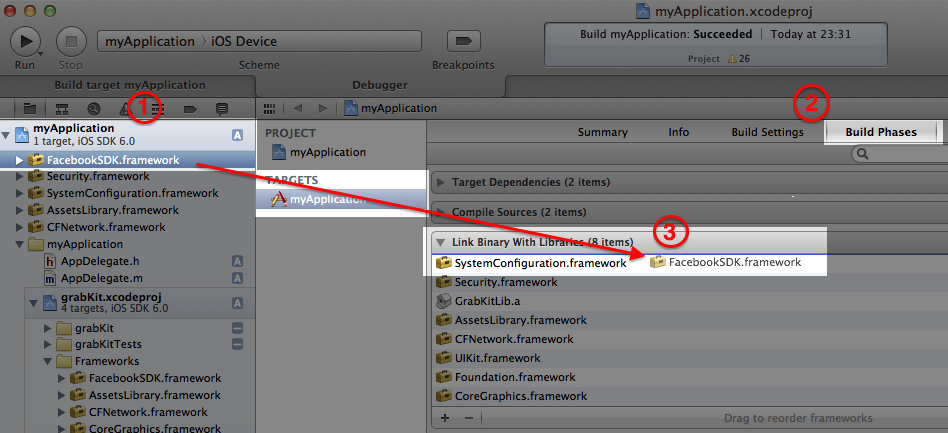 myApplication.xcodeproj
myApplication 〉 iOS Device
Build myApplication: Succeeded | Today at 23:31
Project 26
Run
Stop
Scheme
Breakpoints
Build target myApplication
Debugger
1
2
myApplication
myApplication
1 target, iOS SDK 6.0
A
FacebookSDK.framework
Security.framework
SystemConfiguration.framework
AssetsLibrary.framework
CFNetwork.framework
myApplication
h AppDelegate.h A
m AppDelegate.m A
grabKit.xcodeproj
4 targets, iOS SDK 6.0
A
grabKit
grabKitTests
Frameworks
FacebookSDK.framework
AssetsLibrary.framework
CFNetwork.framework
CoreGraphics.framework
PROJECT
myApplication
TARGETS
myApplication
Summary
Info
Build Settings
Build Phases
Target Dependencies (2 items)
Compile Sources (2 items)
3
Link Binary With Libraries (8 items)
SystemConfiguration.framework
FacebookSDK.framework
Security.framework
GrabKitLib.a
AssetsLibrary.framework
CFNetwork.framework
UIKit.framework
Foundation.framework
CoreGraphics.framework
+ −
Drag to reorder frameworks